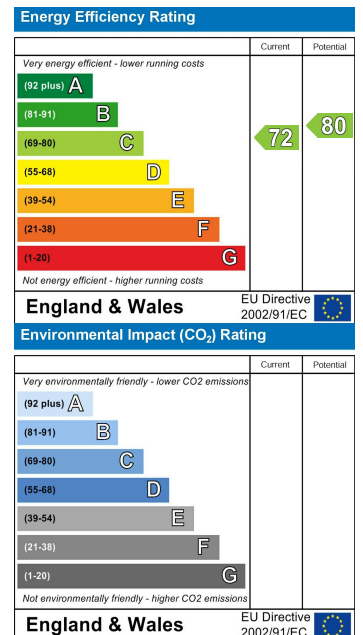 Energy Efficiency Rating
Current Potential
Very energy efficient - lower running costs
(92 plus) A
(81-91) B
(69-80) C
(55-68) D
(39-54) E
(21-38) F
(1-20) G
72
80
Not energy efficient - higher running costs
England & Wales
EU Directive
2002/91/EC
Environmental Impact (CO₂) Rating
Current Potential
Very environmentally friendly - lower CO2 emissions
(92 plus) A
(81-91) B
(69-80) C
(55-68) D
(39-54) E
(21-38) F
(1-20) G
Not environmentally friendly - higher CO2 emissions
England & Wales
EU Directive
2002/91/EC